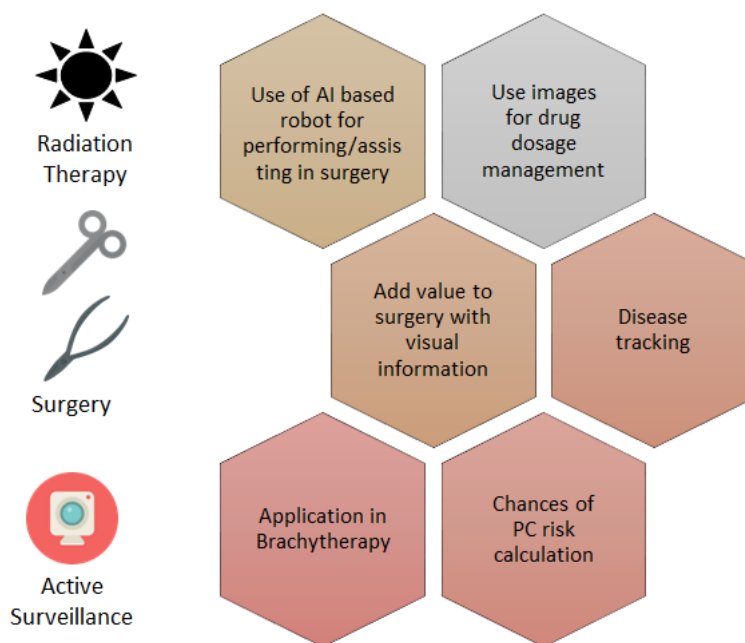 Radiation
Therapy
Surgery
Active
Surveillance
Use of AI based
robot for
performing/assis
ting in surgery
Use images
for drug
dosage
management
Add value to
surgery with
visual
information
Disease
tracking
Application in
Brachytherapy
Chances of
PC risk
calculation